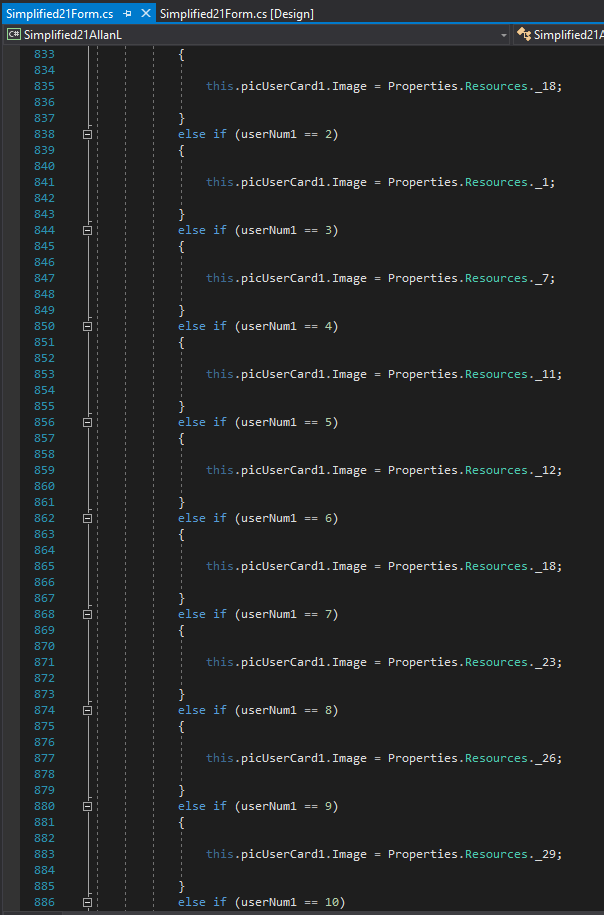 Simplified21Form.cs
Simplified21Form.cs [Design]
C# Simplified21AllanL
Simplified21A
833 {
834
835 this.picUserCard1.Image = Properties.Resources._18;
836
837 }
838 else if (userNum1 == 2)
839 {
840
841 this.picUserCard1.Image = Properties.Resources._1;
842
843 }
844 else if (userNum1 == 3)
845 {
846
847 this.picUserCard1.Image = Properties.Resources._7;
848
849 }
850 else if (userNum1 == 4)
851 {
852
853 this.picUserCard1.Image = Properties.Resources._11;
854
855 }
856 else if (userNum1 == 5)
857 {
858
859 this.picUserCard1.Image = Properties.Resources._12;
860
861 }
862 else if (userNum1 == 6)
863 {
864
865 this.picUserCard1.Image = Properties.Resources._18;
866
867 }
868 else if (userNum1 == 7)
869 {
870
871 this.picUserCard1.Image = Properties.Resources._23;
872
873 }
874 else if (userNum1 == 8)
875 {
876
877 this.picUserCard1.Image = Properties.Resources._26;
878
879 }
880 else if (userNum1 == 9)
881 {
882
883 this.picUserCard1.Image = Properties.Resources._29;
884
885 }
886 else if (userNum1 == 10)